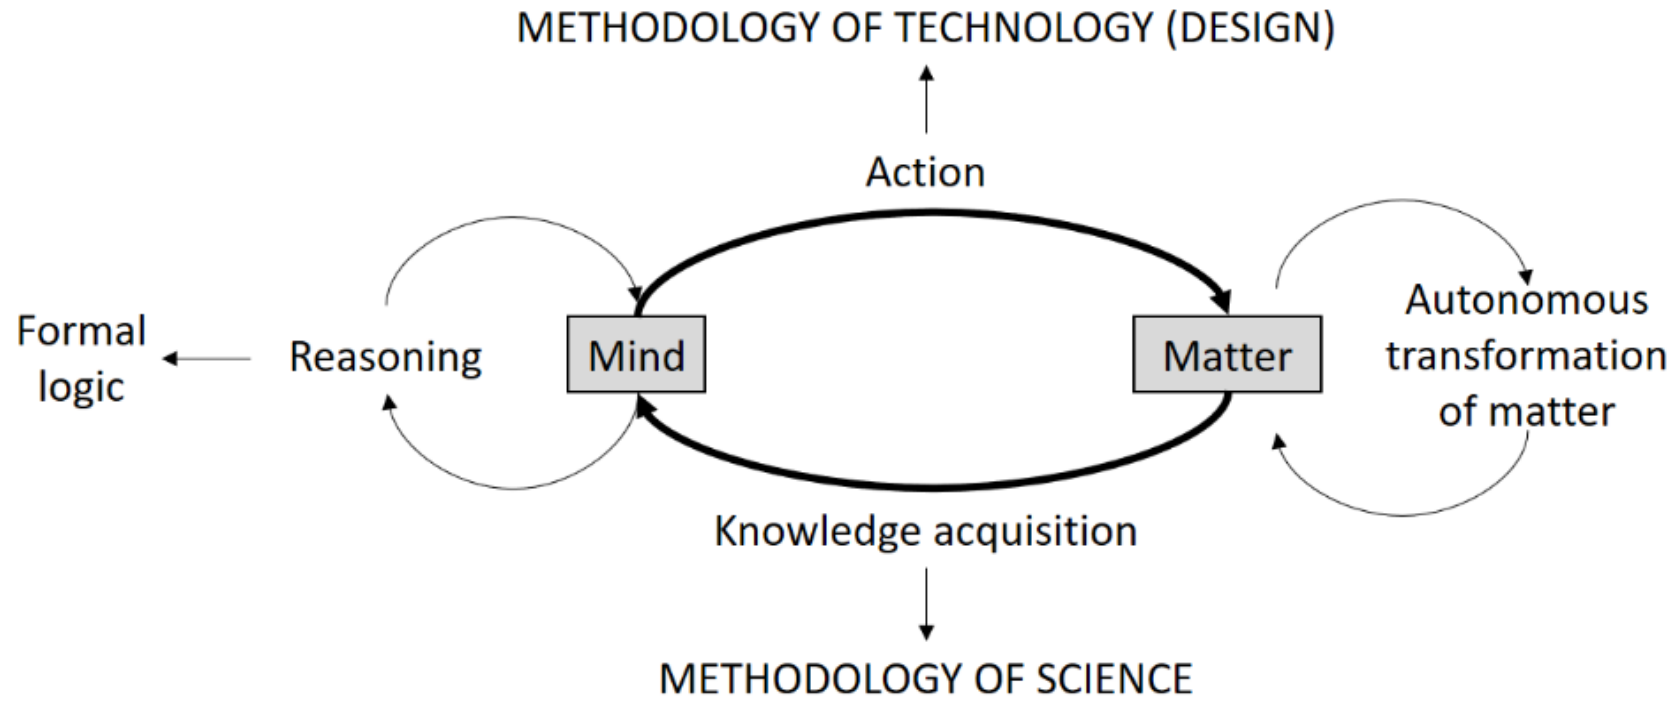 METHODOLOGY OF TECHNOLOGY (DESIGN)
Action
Formal
logic
Reasoning
Mind
Matter
Autonomous
transformation
of matter
Knowledge acquisition
METHODOLOGY OF SCIENCE